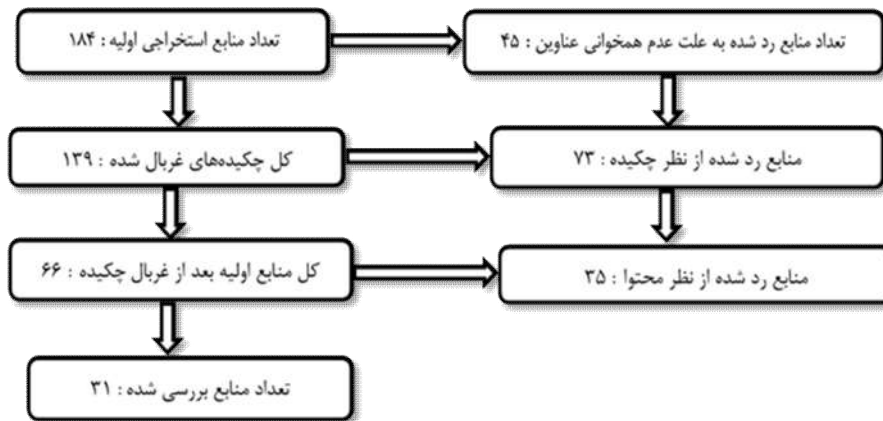 تعداد منابع استخراجی اولیه : ۱۸۴
تعداد منابع رد شده به علت عدم همخوانی عناوین : ۴۵
کل چکیده‌های غربال شده : ۱۳۹
منابع رد شده از نظر چکیده : ۷۳
کل منابع اولیه بعد از غربال چکیده : ۶۶
منابع رد شده از نظر محتوا : ۳۵
تعداد منابع بررسی شده : ۳۱